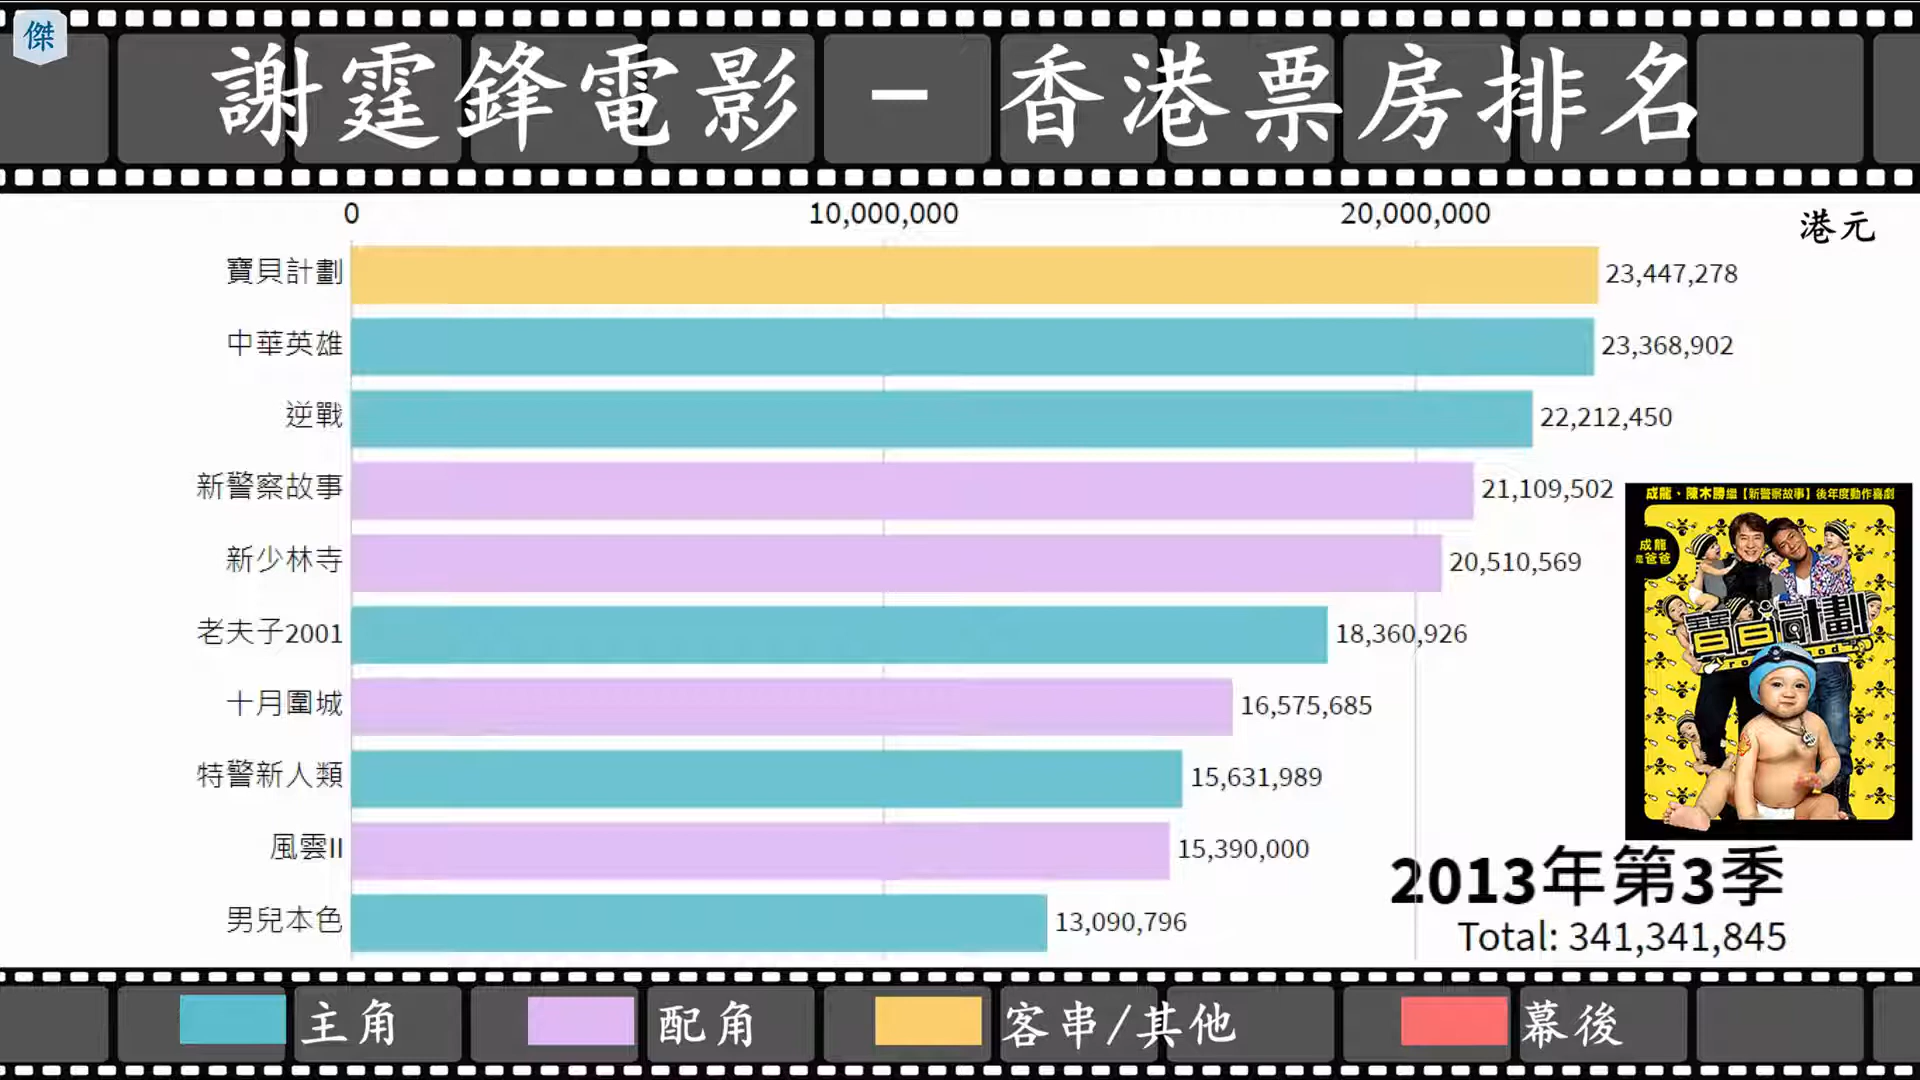 傑
謝霆鋒電影 - 香港票房排名
0 10,000,000 20,000,000
港元
寶貝計劃 23,447,278
中華英雄 23,368,902
逆戰 22,212,450
新警察故事 21,109,502
新少林寺 20,510,569
老夫子2001 18,360,926
十月圍城 16,575,685
特警新人類 15,631,989
風雲II 15,390,000
男兒本色 13,090,796
成龍、陳木勝繼【新警察故事】後年度動作喜劇
成龍
是爸爸
寶貝計劃
2013年第3季
Total: 341,341,845
主角 配角 客串/其他 幕後